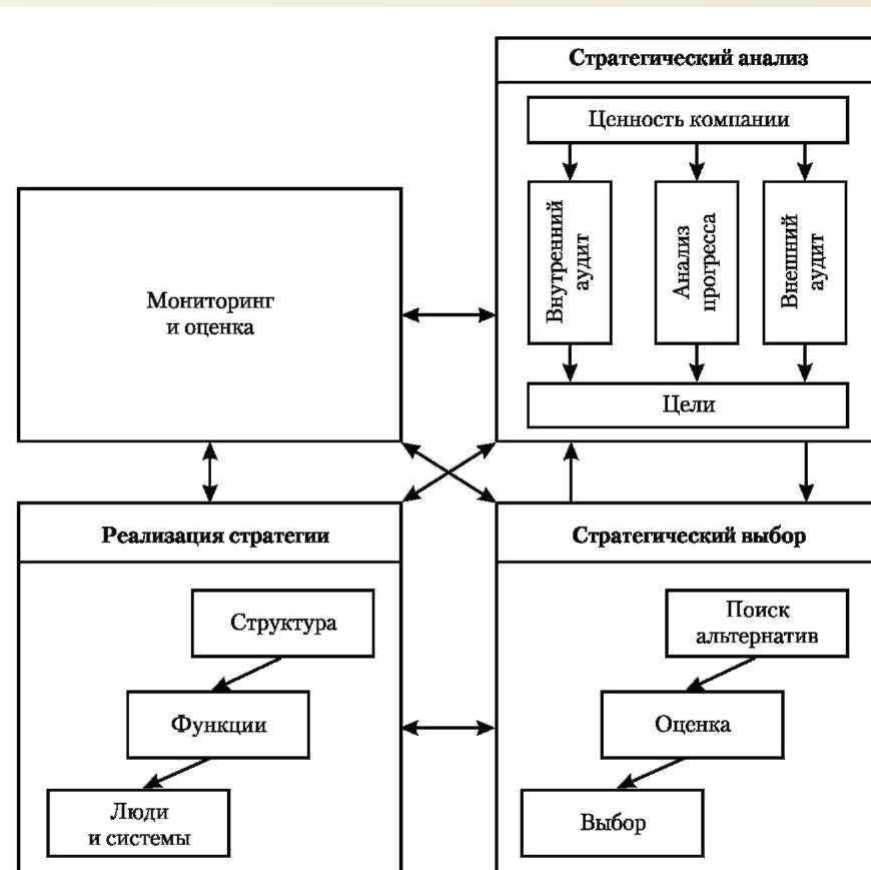 Стратегический анализ
Ценность компании
Внутренний
аудит
Анализ
прогресса
Внешний
аудит
Цели
Мониторинг
и оценка
Реализация стратегии
Структура
Функции
Люди
и системы
Стратегический выбор
Поиск
альтернатив
Оценка
Выбор